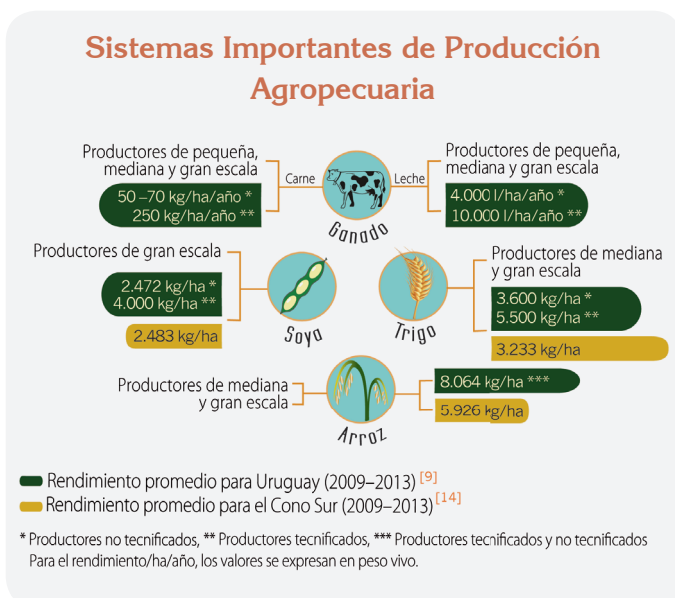 Sistemas Importantes de Producción
Agropecuaria
Productores de pequeña,
mediana y gran escala
Carne
50 –70 kg/ha/año *
250 kg/ha/año **
Leche
Productores de pequeña,
mediana y gran escala
4.000 l/ha/año *
10.000 l/ha/año **
Ganado
Productores de gran escala
2.472 kg/ha *
4.000 kg/ha **
2.483 kg/ha
Soya
Trigo
Productores de mediana
y gran escala
3.600 kg/ha *
5.500 kg/ha **
3.233 kg/ha
Productores de mediana
y gran escala
Arroz
8.064 kg/ha ***
5.926 kg/ha
Rendimiento promedio para Uruguay (2009–2013) [9]
Rendimiento promedio para el Cono Sur (2009–2013) [14]
* Productores no tecnificados, ** Productores tecnificados, *** Productores tecnificados y no tecnificados
Para el rendimiento/ha/año, los valores se expresan en peso vivo.